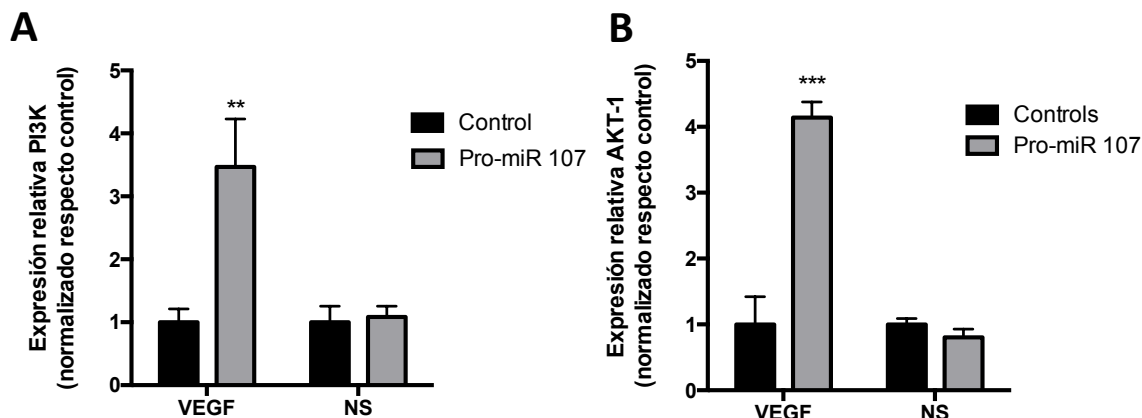 A
Expresión relativa PI3K
(normalizado respecto control)
5
4
3
2
1
0
**
VEGF
NS
Control
Pro-miR 107
B
Expresión relativa AKT-1
(normalizado respecto control)
5
4
3
2
1
0
***
VEGF
NS
Controls
Pro-miR 107